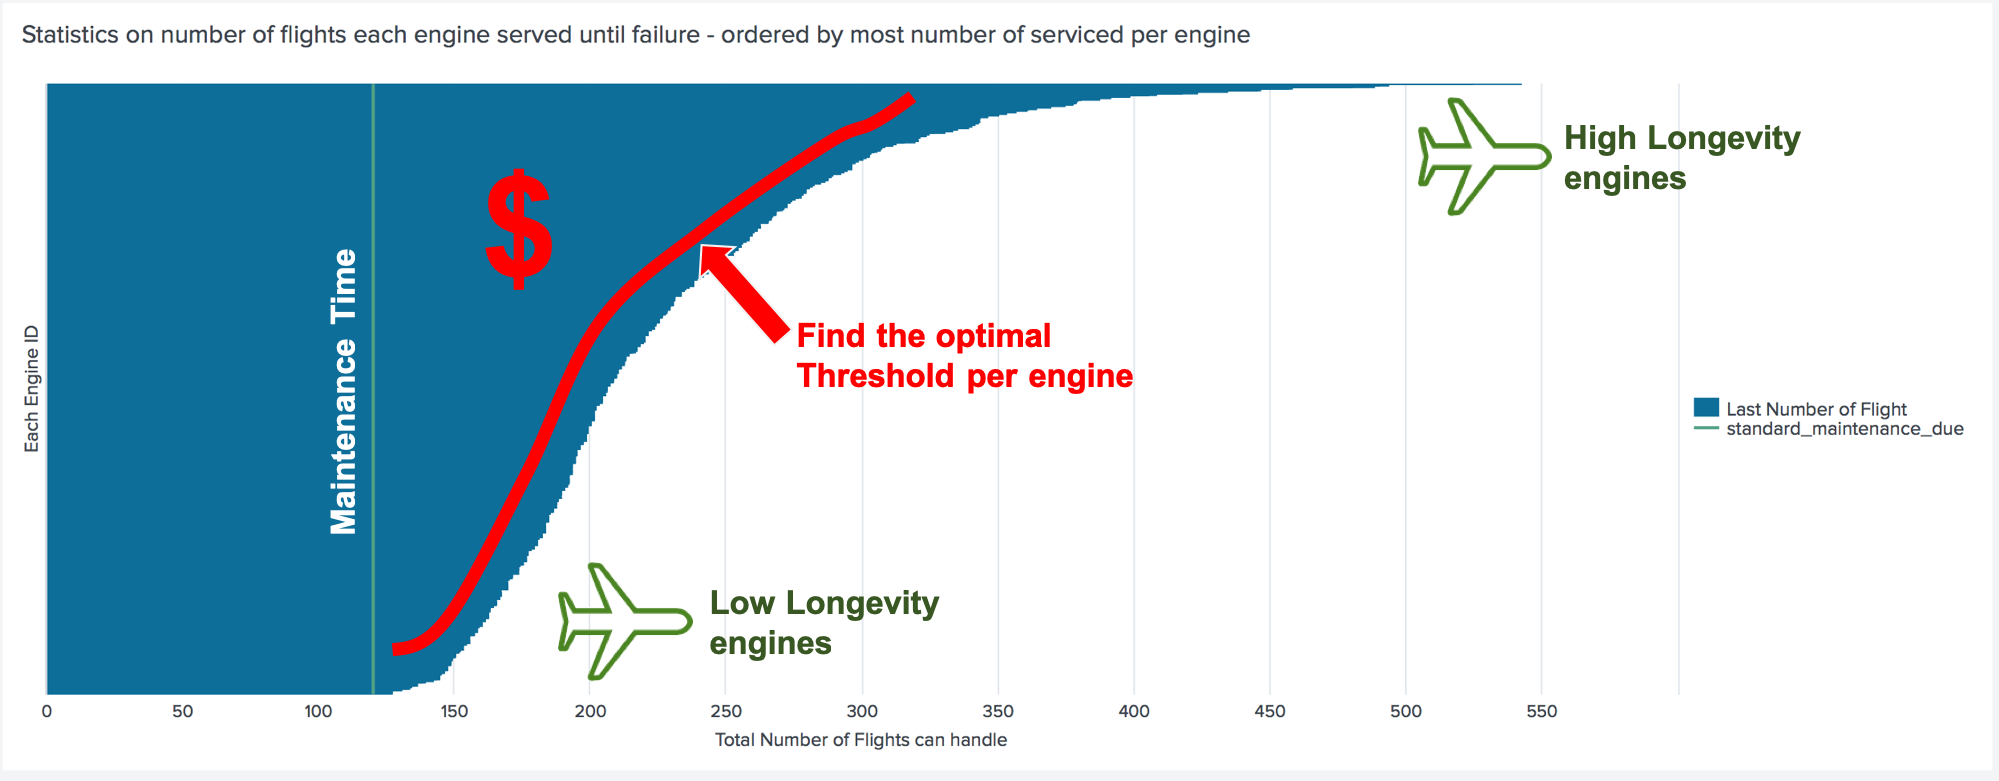 Statistics on number of flights each engine served until failure - ordered by most number of serviced per engine
High Longevity
engines
$
Maintenance Time
Find the optimal
Threshold per engine
Each Engine ID
Last Number of Flight
standard_maintenance_due
Low Longevity
engines
0 50 100 150 200 250 300 350 400 450 500 550
Total Number of Flights can handle